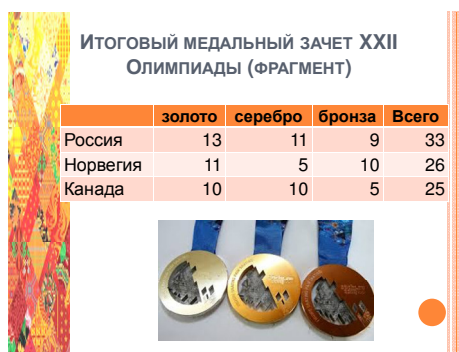 Итоговый медальный зачет XXII
Олимпиады (фрагмент)
золото серебро бронза Всего
Россия 13 11 9 33
Норвегия 11 5 10 26
Канада 10 10 5 25